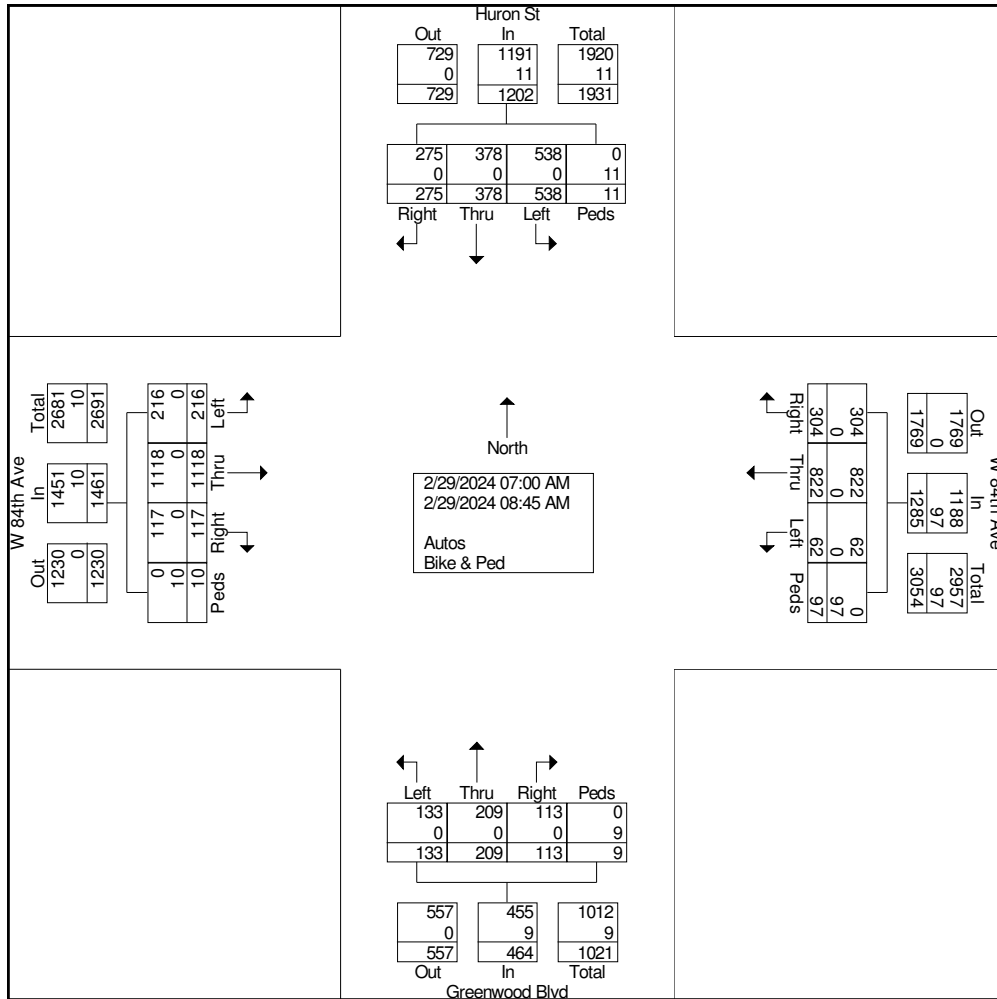 Huron St
Out In Total
729 1191 1920
0 11 11
729 1202 1931
275 378 538 0
0 0 0 11
275 378 538 11
Right Thru Left Peds
W 84th Ave
Total In Out
2681 1451 1230
10 10 0
2691 1461 1230
216 1118 117 0
0 0 0 10
216 1118 117 10
Left Thru Right Peds
North
2/29/2024 07:00 AM
2/29/2024 08:45 AM
Autos
Bike & Ped
W 84th Ave
Out In Total
1769 1188 2957
0 97 97
1769 1285 3054
304 822 62 0
0 0 0 97
304 822 62 97
Right Thru Left Peds
Left Thru Right Peds
133 209 113 0
0 0 0 9
133 209 113 9
557 455 1012
0 9 9
557 464 1021
Out In Total
Greenwood Blvd